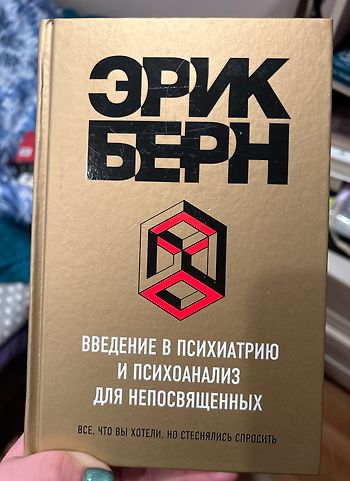 ЭРИК
БЕРН
ВВЕДЕНИЕ В ПСИХИАТРИЮ
И ПСИХОАНАЛИЗ
ДЛЯ НЕПОСВЯЩЕННЫХ
ВСЕ, ЧТО ВЫ ХОТЕЛИ, НО СТЕСНЯЛИСЬ СПРОСИТЬ